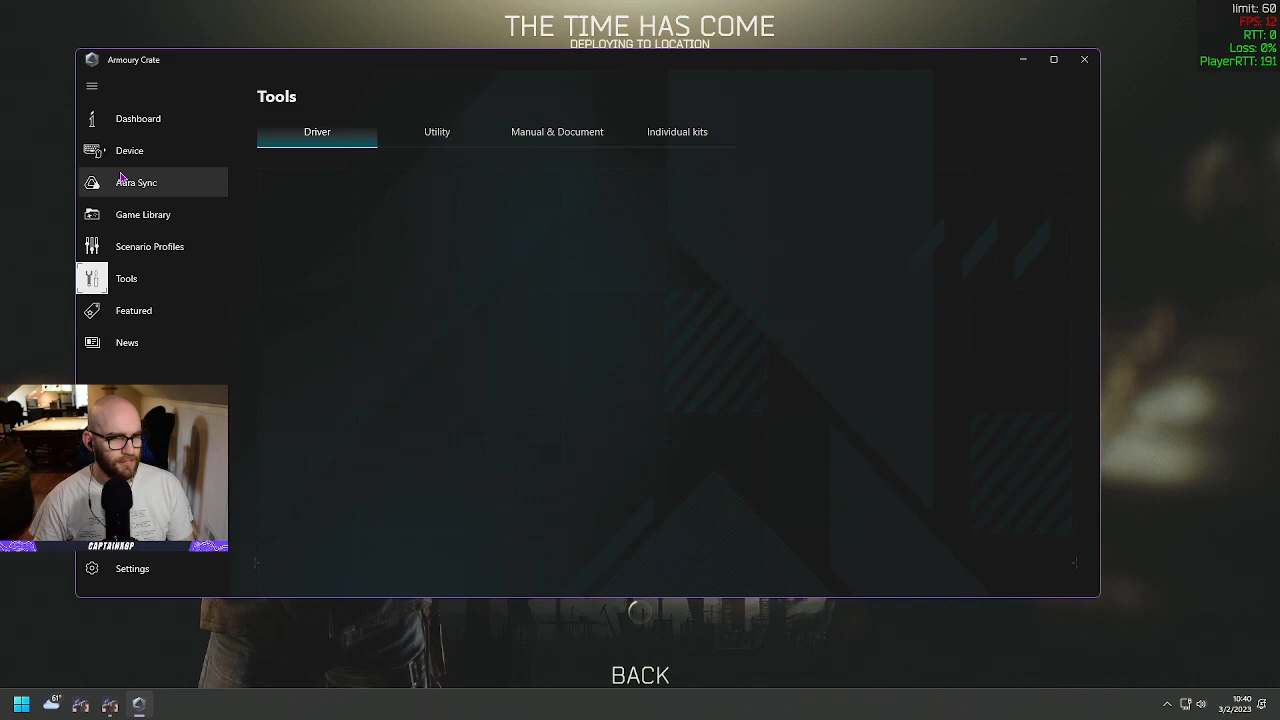 THE TIME HAS COME
DEPLOYING TO LOCATION
limit: 60
FPS: 12
RTT: 0
Loss: 0%
PlayerRTT: 191
Armoury Crate
Tools
Driver
Utility
Manual & Document
Individual kits
Dashboard
Device
Aura Sync
Game Library
Scenario Profiles
Tools
Featured
News
CAPTAINXGP
Settings
BACK
61°
10:40
3/2/2023